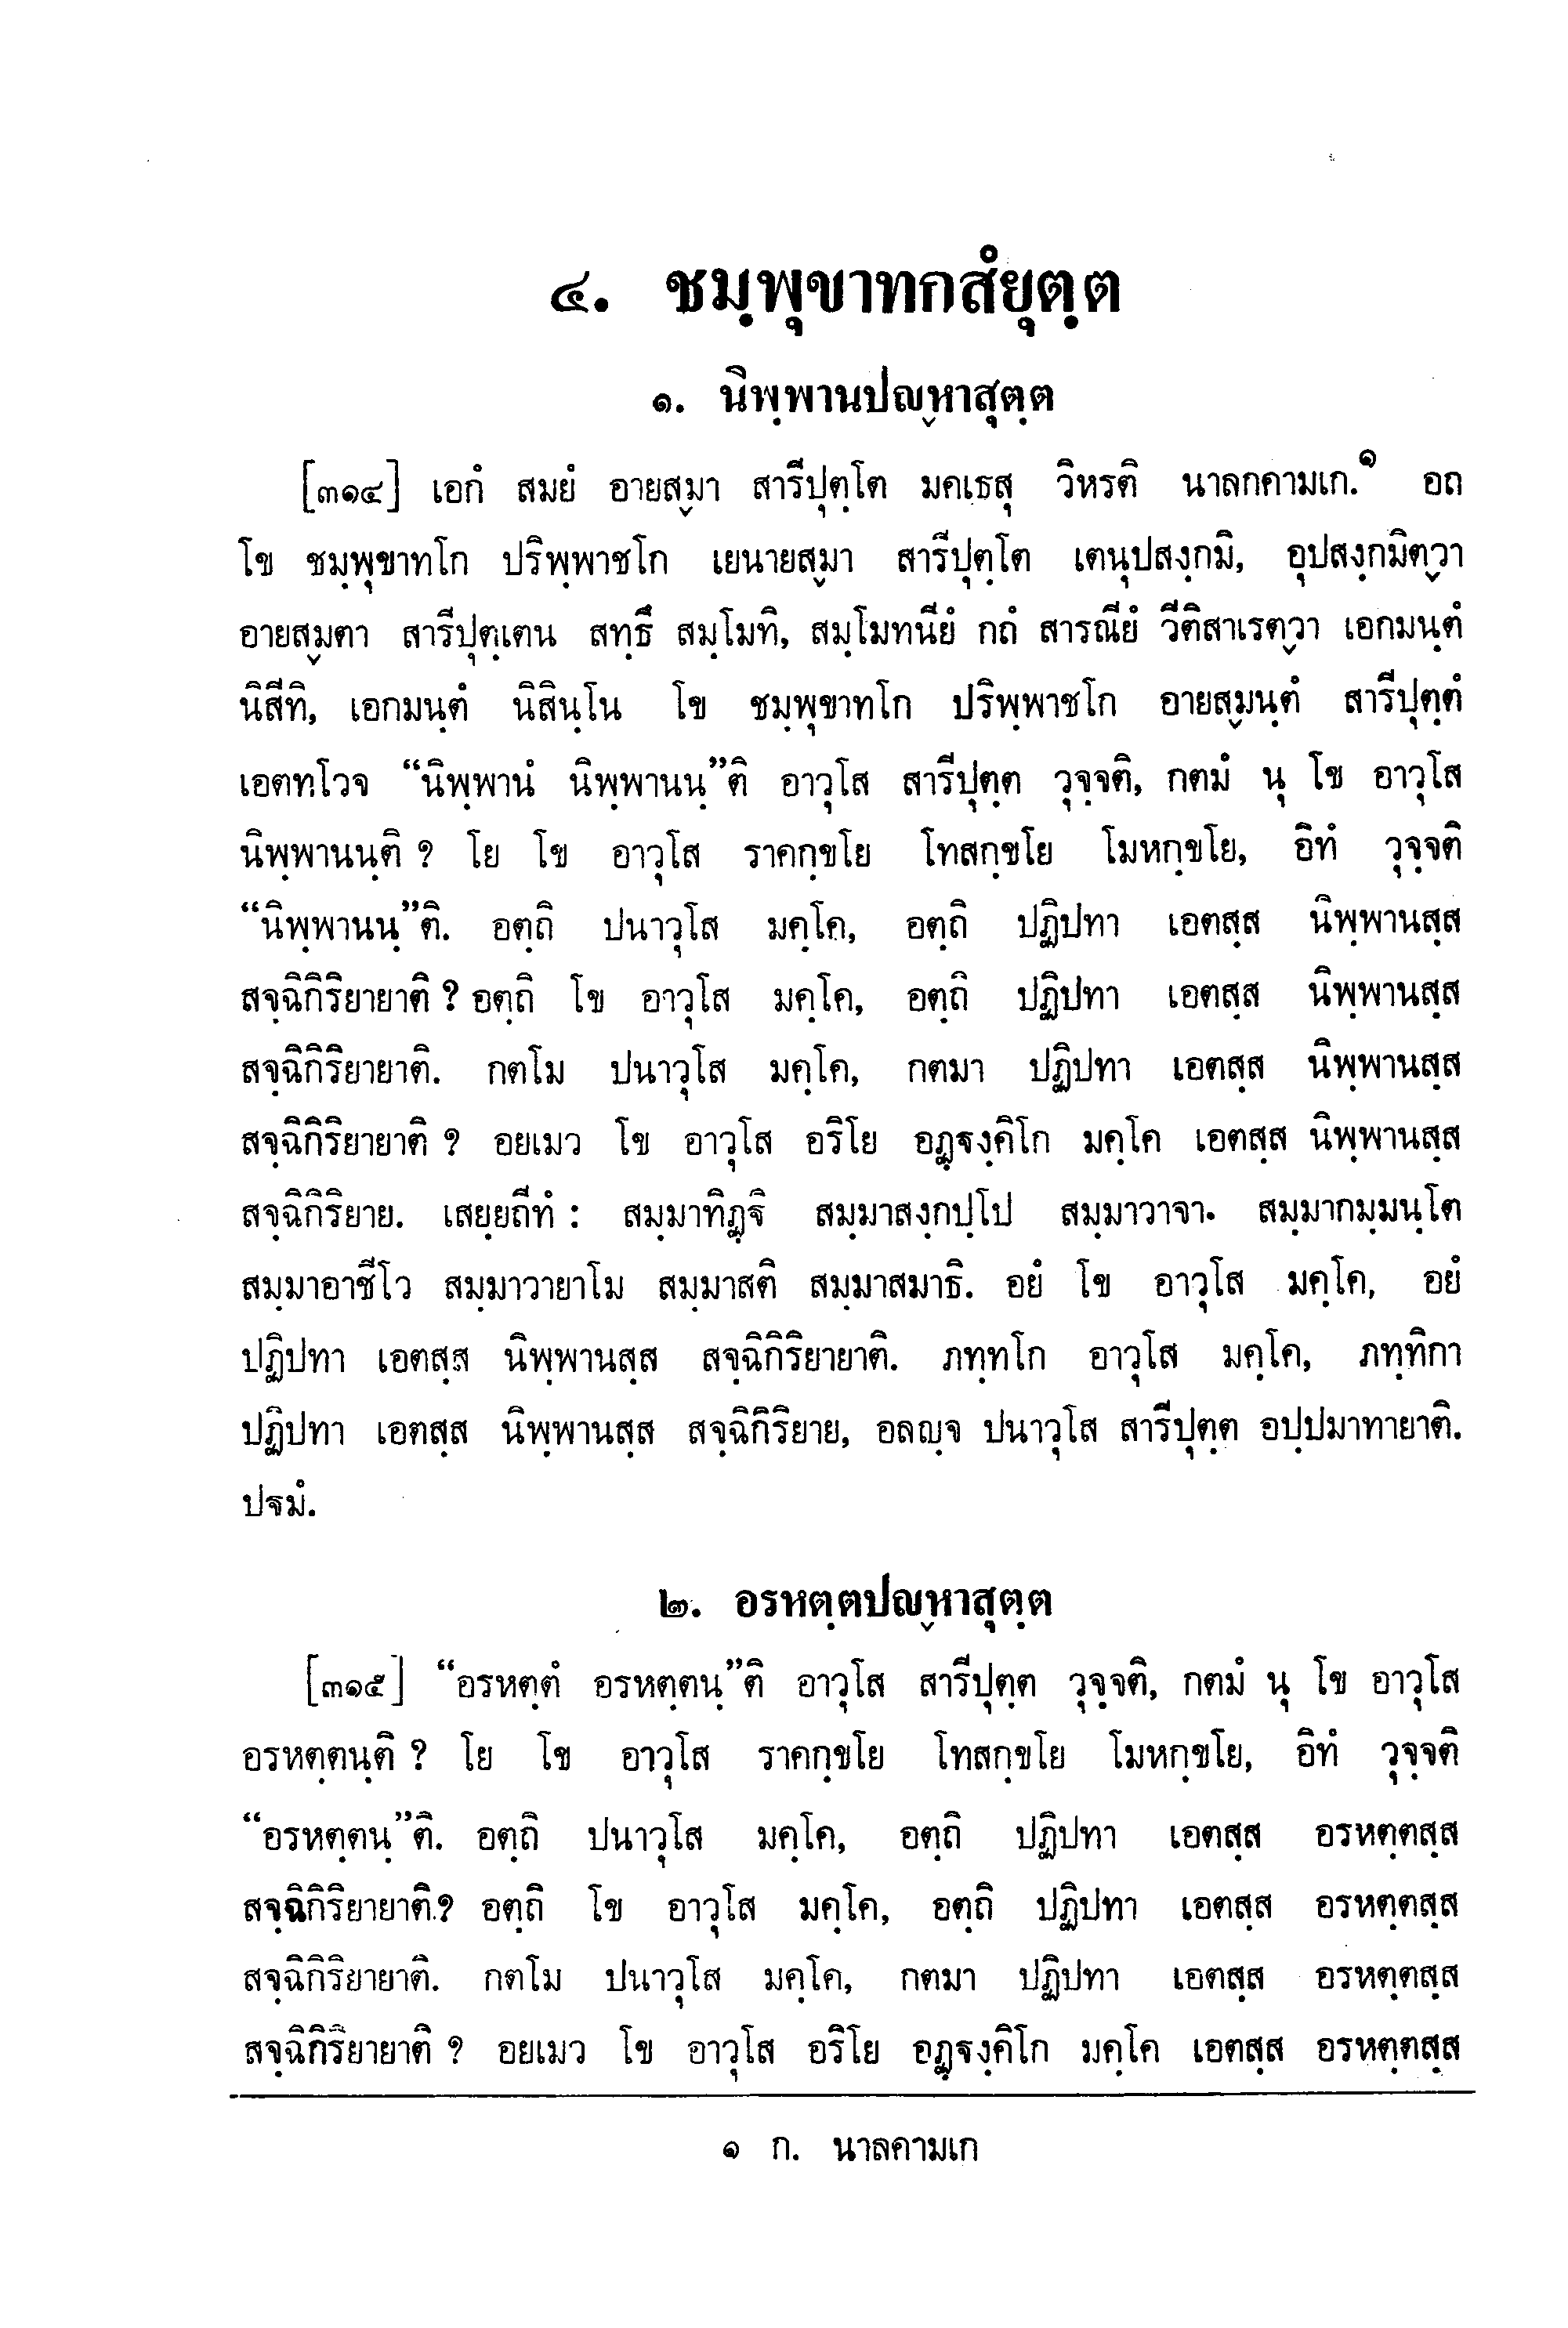 ๔. ชมฺพุขาทกสํยุตฺต
๑. นิพฺพานปญฺหาสุตฺต
[๓๑๔] เอกํ สมยํ อายสฺมา สารีปุตฺโต มคเธสุ วิหรติ นาลกคามเก.๑ อถ
โข ชมฺพุขาทโก ปริพฺพาชโก เยนายสฺมา สารีปุตฺโต เตนุปสงฺกมิ, อุปสงฺกมิตฺวา
อายสฺมตา สารีปุตฺเตน สทฺธึ สมฺโมทิ, สมฺโมทนียํ กถํ สารณียํ วีติสาเรตฺวา เอกมนฺตํ
นิสีทิ, เอกมนฺตํ นิสินฺโน โข ชมฺพุขาทโก ปริพฺพาชโก อายสฺมนฺตํ สารีปุตฺตํ
เอตทโวจ “นิพฺพานํ นิพฺพานนฺ”ติ อาวุโส สารีปุตฺต วุจฺจติ, กตมํ นุ โข อาวุโส
นิพฺพานนฺติ ? โย โข อาวุโส ราคกฺขโย โทสกฺขโย โมหกฺขโย, อิทํ วุจฺจติ
“นิพฺพานนฺ”ติ. อตฺถิ ปนาวุโส มคฺโค, อตฺถิ ปฏิปทา เอตสฺส นิพฺพานสฺส
สจฺฉิกิริยายาติ ? อตฺถิ โข อาวุโส มคฺโค, อตฺถิ ปฏิปทา เอตสฺส นิพฺพานสฺส
สจฺฉิกิริยายาติ. กตโม ปนาวุโส มคฺโค, กตมา ปฏิปทา เอตสฺส นิพฺพานสฺส
สจฺฉิกิริยายาติ ? อยเมว โข อาวุโส อริโย อฏฺฐงฺคิโก มคฺโค เอตสฺส นิพฺพานสฺส
สจฺฉิกิริยาย. เสยฺยถีทํ : สมฺมาทิฏฺฐิ สมฺมาสงฺกปฺโป สมฺมาวาจา. สมฺมากมฺมนฺโต
สมฺมาอาชีโว สมฺมาวายาโม สมฺมาสติ สมฺมาสมาธิ. อยํ โข อาวุโส มคฺโค, อยํ
ปฏิปทา เอตสฺส นิพฺพานสฺส สจฺฉิกิริยายาติ. ภทฺทโก อาวุโส มคฺโค, ภทฺทิกา
ปฏิปทา เอตสฺส นิพฺพานสฺส สจฺฉิกิริยาย, อลญฺจ ปนาวุโส สารีปุตฺต อปฺปมาทายาติ.
ปฐมํ.
๒. อรหตฺตปญฺหาสุตฺต
[๓๑๕] “อรหตฺตํ อรหตฺตนฺ”ติ อาวุโส สารีปุตฺต วุจฺจติ, กตมํ นุ โข อาวุโส
อรหตฺตนฺติ ? โย โข อาวุโส ราคกฺขโย โทสกฺขโย โมหกฺขโย, อิทํ วุจฺจติ
“อรหตฺตนฺ”ติ. อตฺถิ ปนาวุโส มคฺโค, อตฺถิ ปฏิปทา เอตสฺส อรหตฺตสฺส
สจฺฉิกิริยายาติ.? อตฺถิ โข อาวุโส มคฺโค, อตฺถิ ปฏิปทา เอตสฺส อรหตฺตสฺส
สจฺฉิกิริยายาติ. กตโม ปนาวุโส มคฺโค, กตมา ปฏิปทา เอตสฺส อรหตฺตสฺส
สจฺฉิกิริยายาติ ? อยเมว โข อาวุโส อริโย อฏฺฐงฺคิโก มคฺโค เอตสฺส อรหตฺตสฺส
๑ ก. นาลคามเก